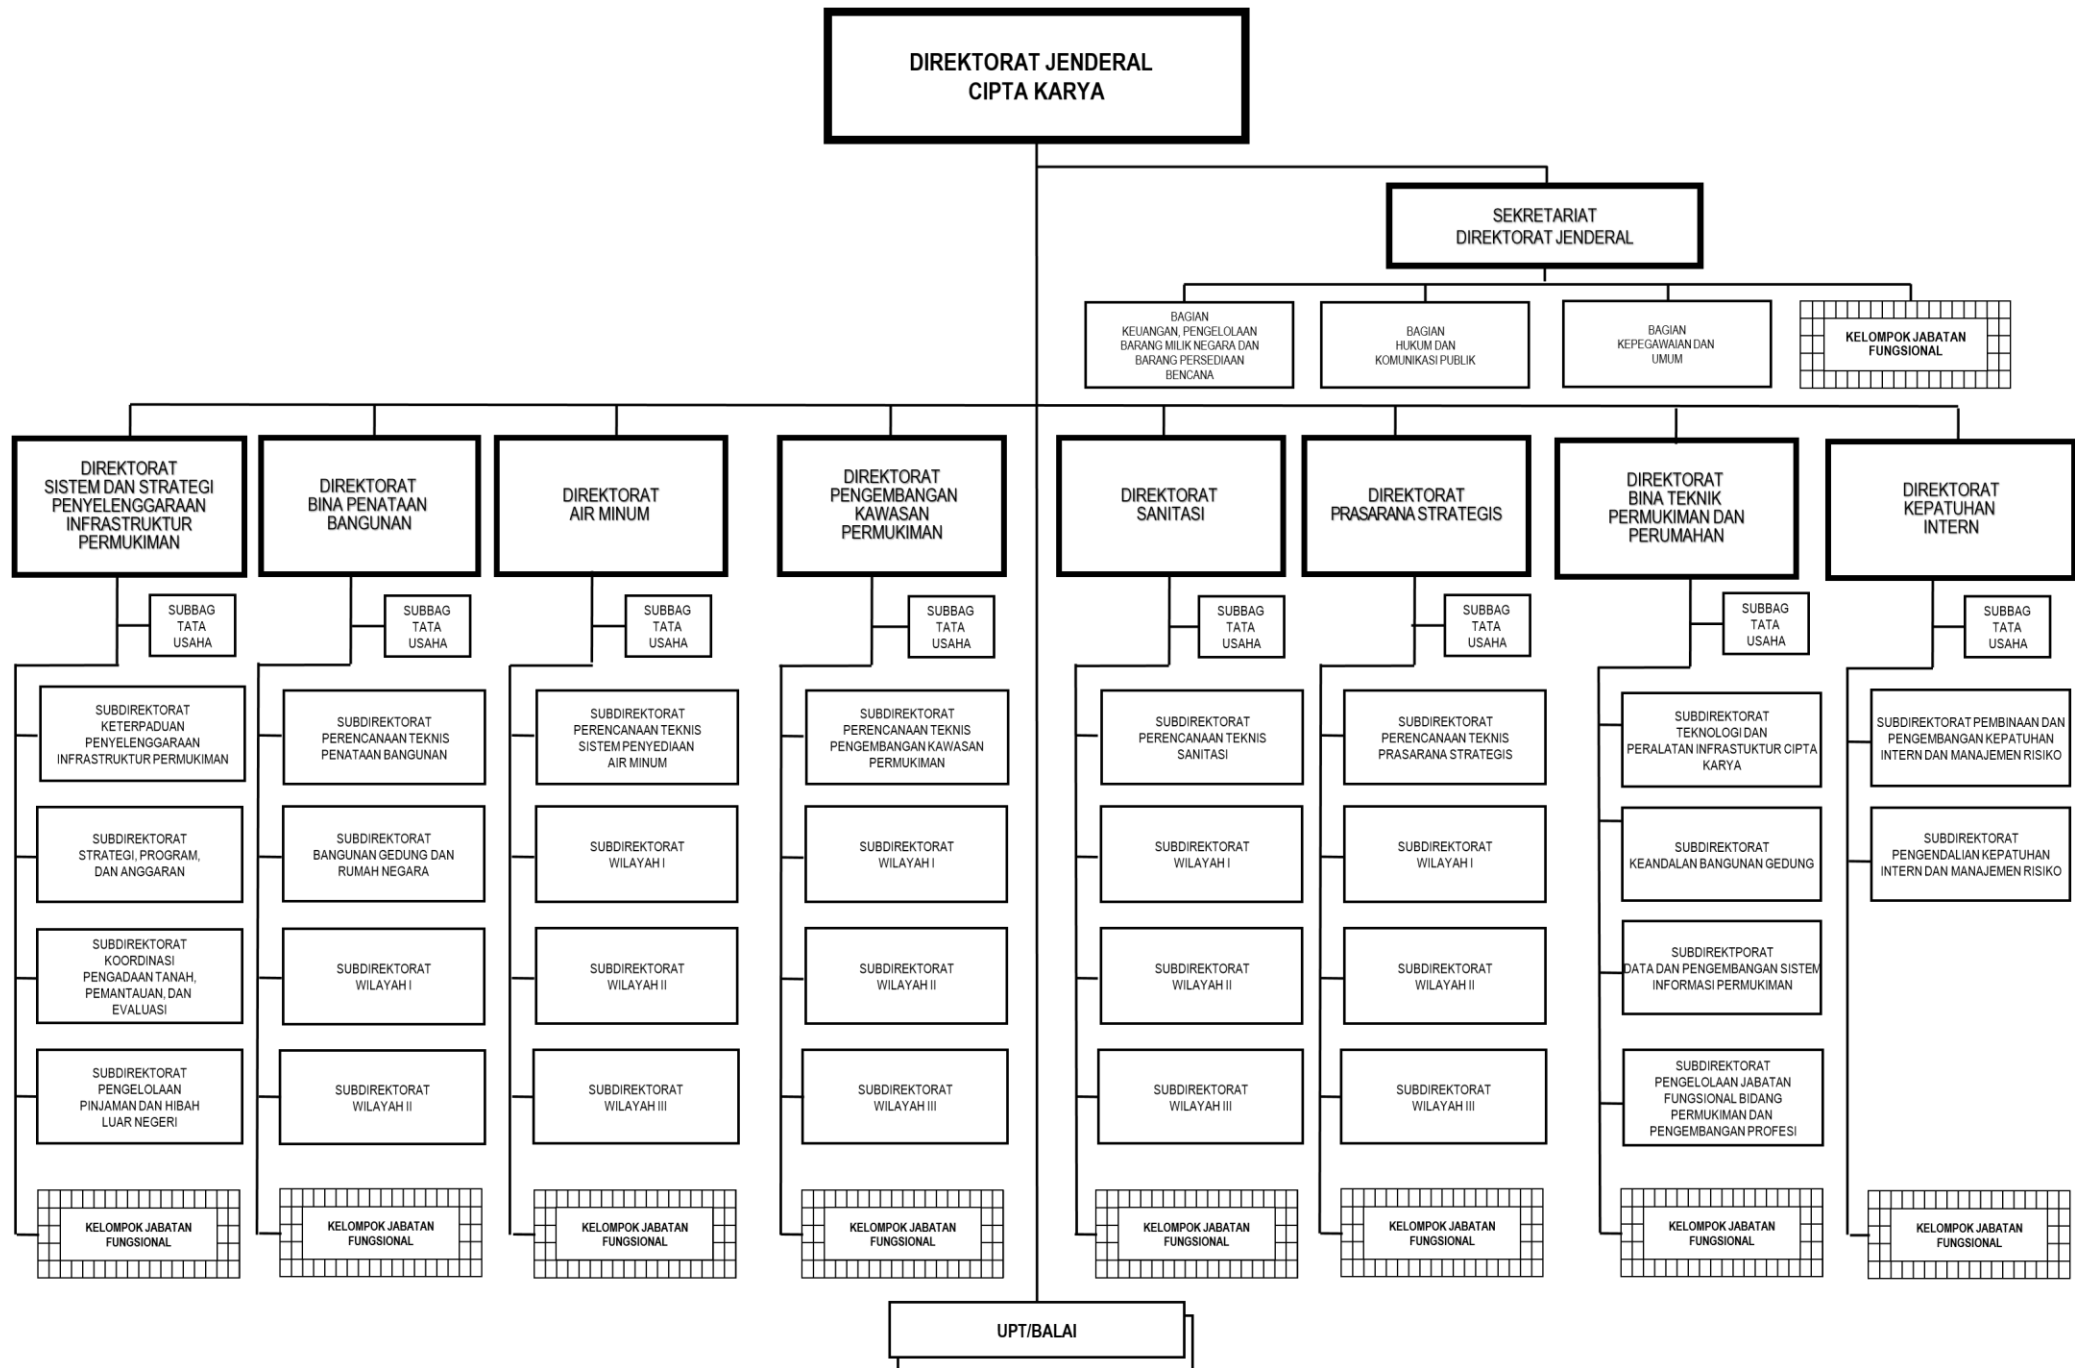 DIREKTORAT JENDERAL
CIPTA KARYA
SEKRETARIAT
DIREKTORAT JENDERAL
BAGIAN
KEUANGAN, PENGELOLAAN
BARANG MILIK NEGARA DAN
BARANG PERSEDIAAN
BENCANA
BAGIAN
HUKUM DAN
KOMUNIKASI PUBLIK
BAGIAN
KEPEGAWAIAN DAN
UMUM
KELOMPOK JABATAN
FUNGSIONAL
DIREKTORAT
SISTEM DAN STRATEGI
PENYELENGGARAAN
INFRASTRUKTUR
PERMUKIMAN
DIREKTORAT
BINA PENATAAN
BANGUNAN
DIREKTORAT
AIR MINUM
DIREKTORAT
PENGEMBANGAN
KAWASAN
PERMUKIMAN
DIREKTORAT
SANITASI
DIREKTORAT
PRASARANA STRATEGIS
DIREKTORAT
BINA TEKNIK
PERMUKIMAN DAN
PERUMAHAN
DIREKTORAT
KEPATUHAN
INTERN
SUBBAG
TATA
USAHA
SUBBAG
TATA
USAHA
SUBBAG
TATA
USAHA
SUBBAG
TATA
USAHA
SUBBAG
TATA
USAHA
SUBBAG
TATA
USAHA
SUBBAG
TATA
USAHA
SUBBAG
TATA
USAHA
SUBDIREKTORAT
KETERPADUAN
PENYELENGGARAAN
INFRASTRUKTUR PERMUKIMAN
SUBDIREKTORAT
PERENCANAAN TEKNIS
PENATAAN BANGUNAN
SUBDIREKTORAT
PERENCANAAN TEKNIS
SISTEM PENYEDIAAN
AIR MINUM
SUBDIREKTORAT
PERENCANAAN TEKNIS
PENGEMBANGAN KAWASAN
PERMUKIMAN
SUBDIREKTORAT
PERENCANAAN TEKNIS
SANITASI
SUBDIREKTORAT
PERENCANAAN TEKNIS
PRASARANA STRATEGIS
SUBDIREKTORAT
TEKNOLOGI DAN
PERALATAN INFRASTUKTUR CIPTA
KARYA
SUBDIREKTORAT PEMBINAAN DAN
PENGEMBANGAN KEPATUHAN
INTERN DAN MANAJEMEN RISIKO
SUBDIREKTORAT
STRATEGI, PROGRAM,
DAN ANGGARAN
SUBDIREKTORAT
BANGUNAN GEDUNG DAN
RUMAH NEGARA
SUBDIREKTORAT
WILAYAH I
SUBDIREKTORAT
WILAYAH I
SUBDIREKTORAT
WILAYAH I
SUBDIREKTORAT
WILAYAH I
SUBDIREKTORAT
KEANDALAN BANGUNAN GEDUNG
SUBDIREKTORAT
PENGENDALIAN KEPATUHAN
INTERN DAN MANAJEMEN RISIKO
SUBDIREKTORAT
KOORDINASI
PENGADAAN TANAH,
PEMANTAUAN, DAN
EVALUASI
SUBDIREKTORAT
WILAYAH I
SUBDIREKTORAT
WILAYAH II
SUBDIREKTORAT
WILAYAH II
SUBDIREKTORAT
WILAYAH II
SUBDIREKTORAT
WILAYAH II
SUBDIREKTPORAT
DATA DAN PENGEMBANGAN SISTEM
INFORMASI PERMUKIMAN
SUBDIREKTORAT
PENGELOLAAN
PINJAMAN DAN HIBAH
LUAR NEGERI
SUBDIREKTORAT
WILAYAH II
SUBDIREKTORAT
WILAYAH III
SUBDIREKTORAT
WILAYAH III
SUBDIREKTORAT
WILAYAH III
SUBDIREKTORAT
WILAYAH III
SUBDIREKTORAT
PENGELOLAAN JABATAN
FUNGSIONAL BIDANG
PERMUKIMAN DAN
PENGEMBANGAN PROFESI
KELOMPOK JABATAN
FUNGSIONAL
KELOMPOK JABATAN
FUNGSIONAL
KELOMPOK JABATAN
FUNGSIONAL
KELOMPOK JABATAN
FUNGSIONAL
KELOMPOK JABATAN
FUNGSIONAL
KELOMPOK JABATAN
FUNGSIONAL
KELOMPOK JABATAN
FUNGSIONAL
KELOMPOK JABATAN
FUNGSIONAL
UPT/BALAI